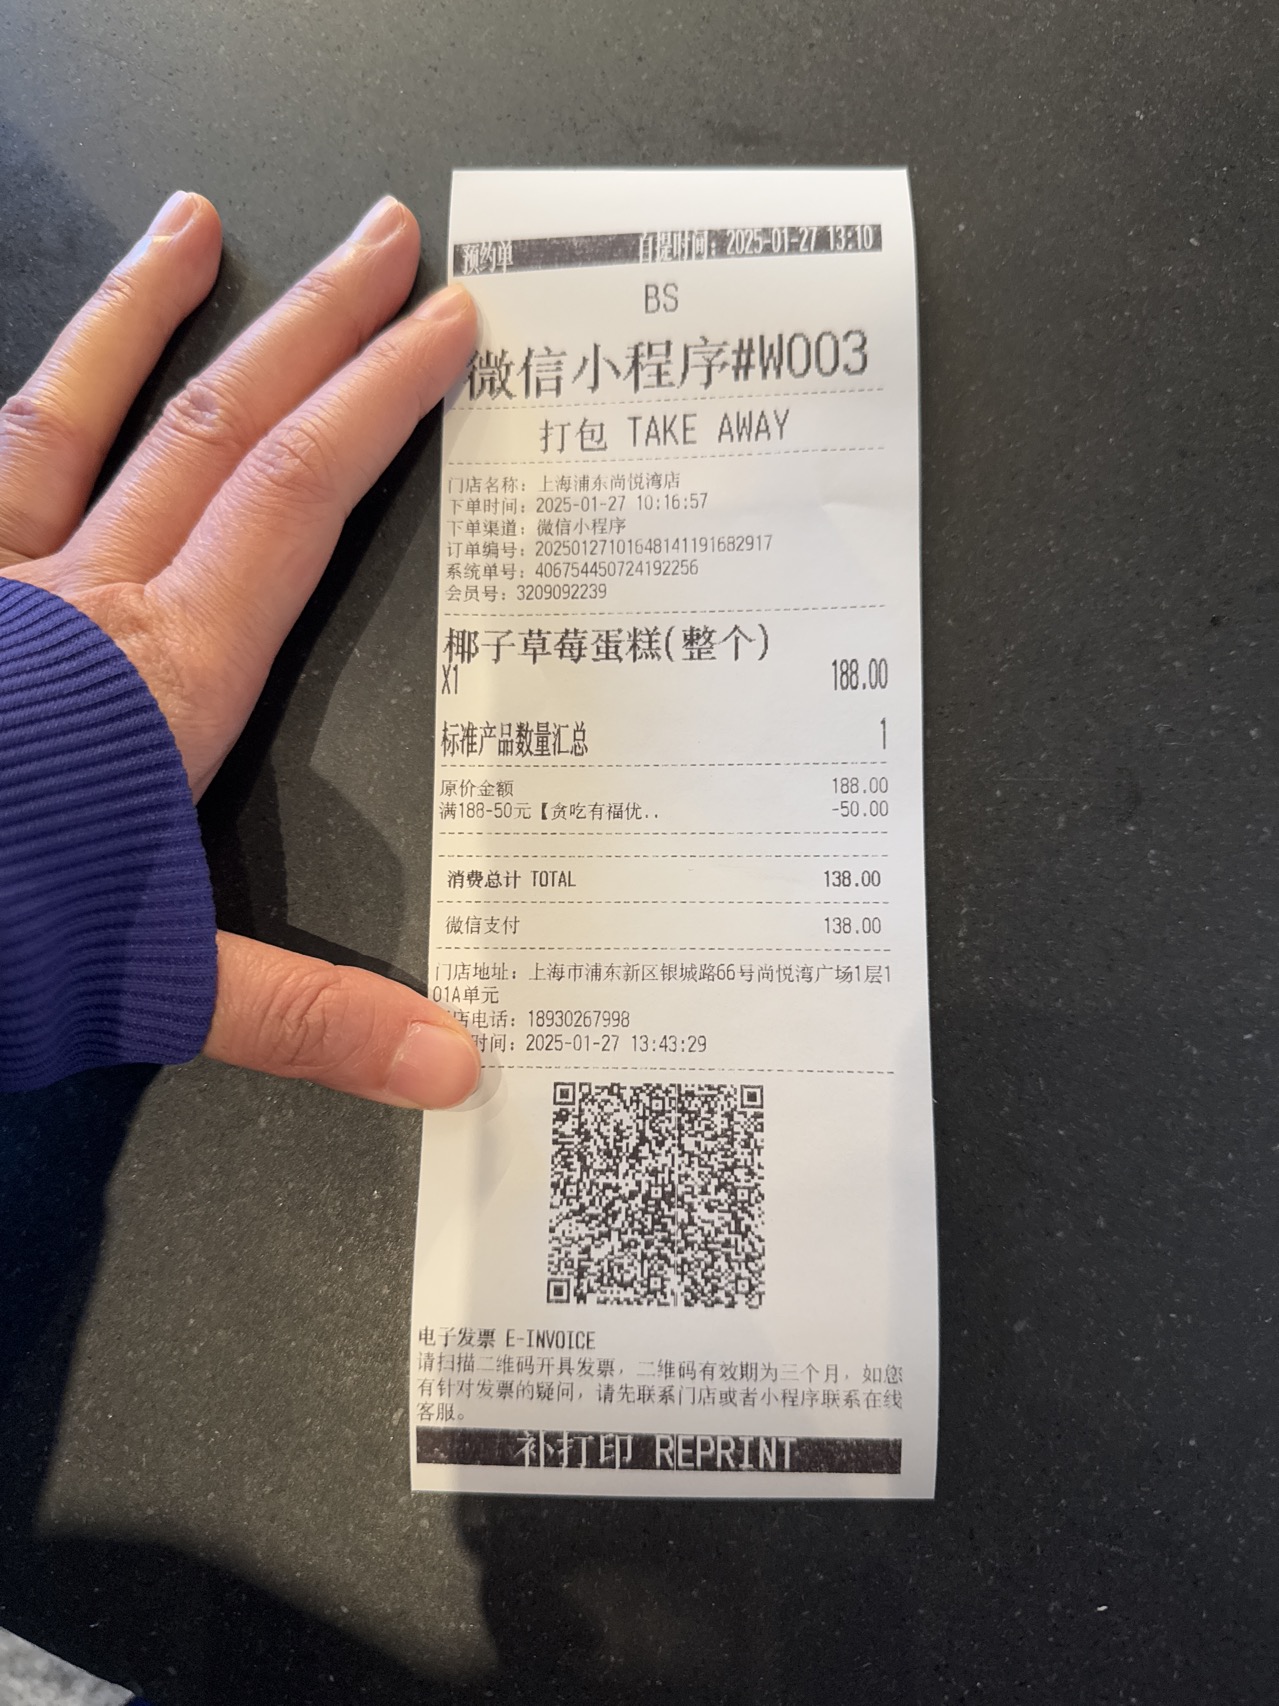 预约单 自提时间：2025-01-27 13:10
BS
微信小程序#W003
打包 TAKE AWAY
门店名称：上海浦东尚悦湾店
下单时间：2025-01-27 10:16:57
下单渠道：微信小程序
订单编号：20250127101648141191682917
系统单号：406754450724192256
会员号：3209092239
椰子草莓蛋糕(整个)
X1 188.00
标准产品数量汇总 1
原价金额 188.00
满188-50元【贪吃有福优.. -50.00
消费总计 TOTAL 138.00
微信支付 138.00
门店地址：上海市浦东新区银城路66号尚悦湾广场1层1
01A单元
店电话：18930267998
时间：2025-01-27 13:43:29
电子发票 E-INVOICE
请扫描二维码开具发票，二维码有效期为三个月，如您
有针对发票的疑问，请先联系门店或者小程序联系在线
客服。
补打印 REPRINT